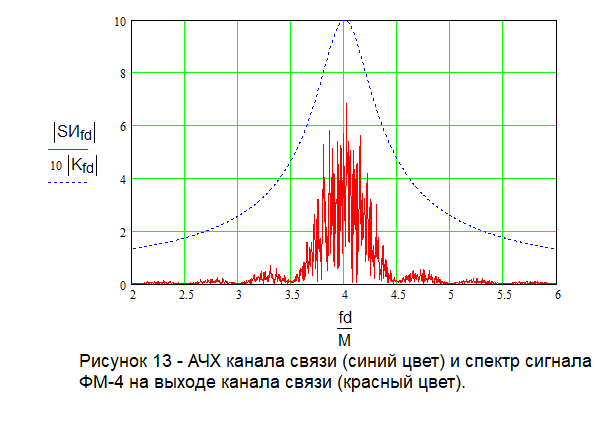 10
8
6
4
2
0
|SИfd|
10 |Kfd|
2 2.5 3 3.5 4 4.5 5 5.5 6
fd
M
Рисунок 13 - АЧХ канала связи (синий цвет) и спектр сигнала
ФМ-4 на выходе канала связи (красный цвет).